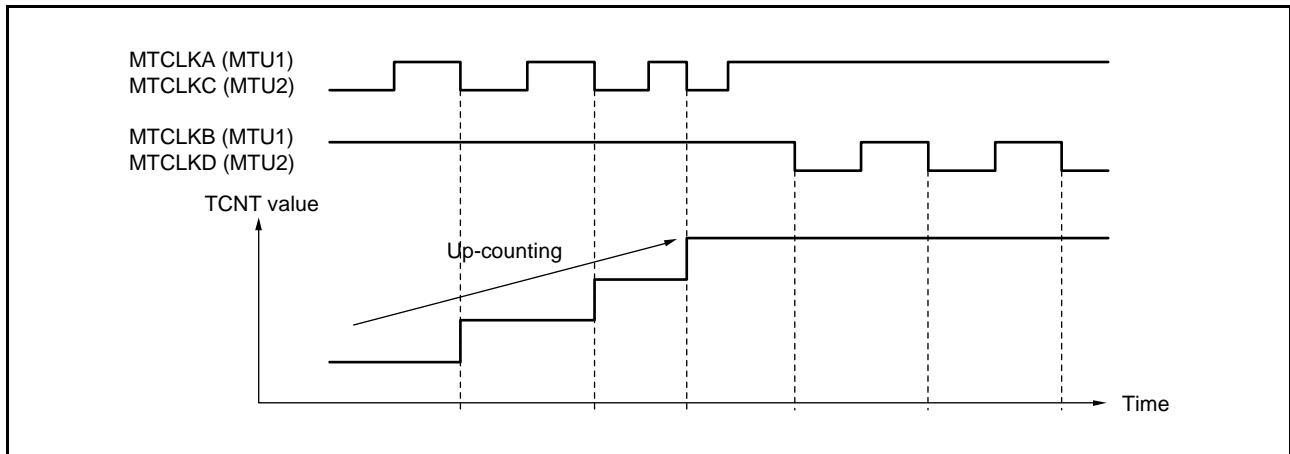 MTCLKA (MTU1)
MTCLKC (MTU2)
MTCLKB (MTU1)
MTCLKD (MTU2)
TCNT value
Up-counting
Time